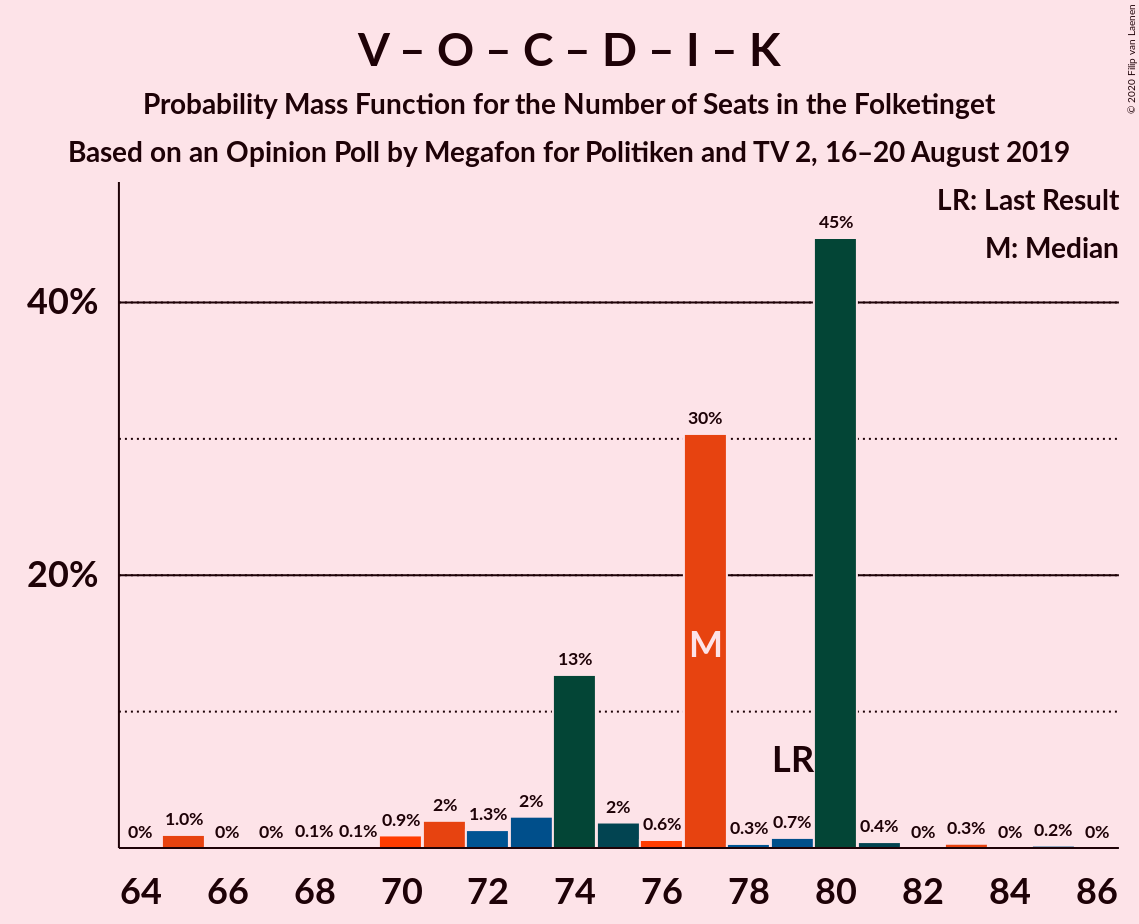 V – O – C – D – I – K
Probability Mass Function for the Number of Seats in the Folketinget
Based on an Opinion Poll by Megafon for Politiken and TV 2, 16–20 August 2019
© 2020 Filip van Laenen
LR: Last Result
M: Median
45%
40%
30%
20%
M
13%
LR
0% 1.0% 0% 0% 0.1% 0.1% 0.9% 2% 1.3% 2% 2% 0.6% 0.3% 0.7% 0.4% 0% 0.3% 0% 0.2% 0%
64 66 68 70 72 74 76 78 80 82 84 86